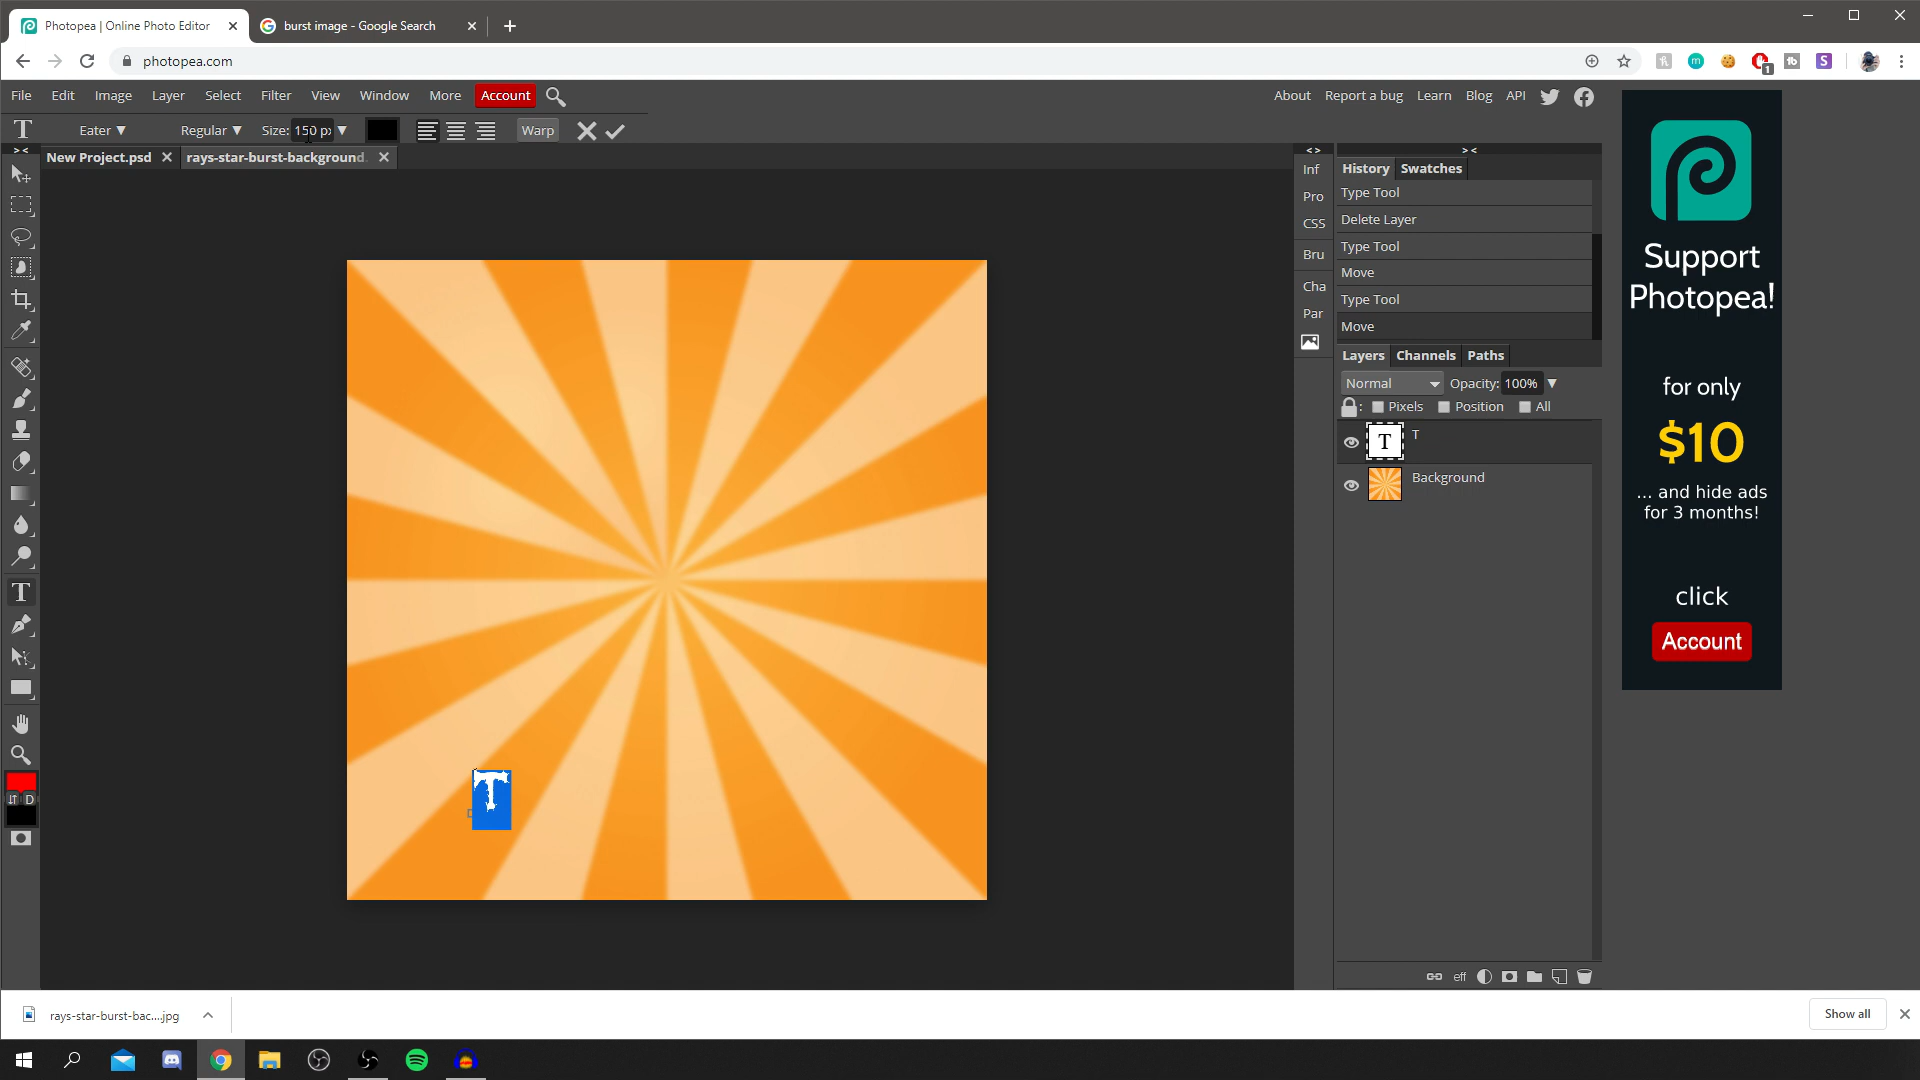 Photopea | Online Photo Editor
burst image - Google Search
photopea.com
1
File Edit Image Layer Select Filter View Window More Account
About Report a bug Learn Blog API
T Eater ▼ Regular ▼ Size: 150 px ▼ Warp
New Project.psd
rays-star-burst-background.
Inf
Pro
CSS
Bru
Cha
Par
History Swatches
Type Tool
Delete Layer
Type Tool
Move
Type Tool
Move
Layers Channels Paths
Normal Opacity: 100% ▼
Pixels Position All
T T
Background
eff
T
D
T
Support
Photopea!
for only
$10
... and hide ads
for 3 months!
click
Account
rays-star-burst-bac....jpg
Show all